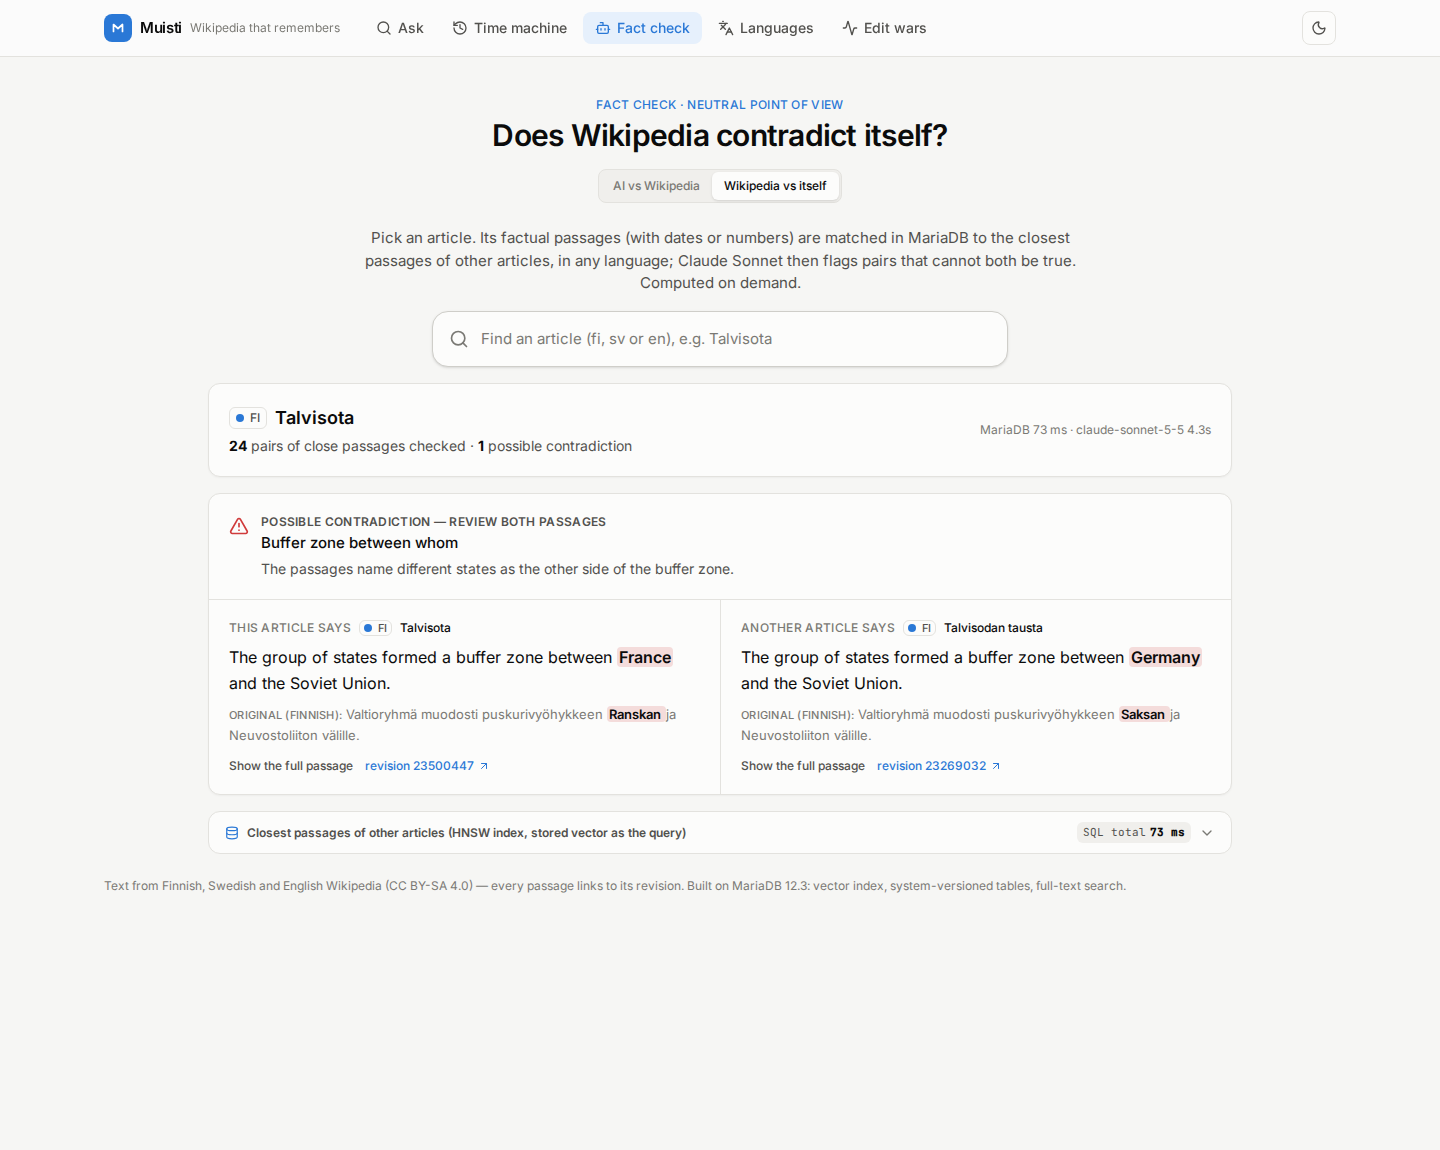 Muisti Wikipedia that remembers Ask Time machine Fact check Languages Edit wars
FACT CHECK · NEUTRAL POINT OF VIEW
Does Wikipedia contradict itself?
AI vs Wikipedia Wikipedia vs itself
Pick an article. Its factual passages (with dates or numbers) are matched in MariaDB to the closest
passages of other articles, in any language; Claude Sonnet then flags pairs that cannot both be true.
Computed on demand.
Find an article (fi, sv or en), e.g. Talvisota
FI Talvisota
24 pairs of close passages checked · 1 possible contradiction
MariaDB 73 ms · claude-sonnet-5-5 4.3s
POSSIBLE CONTRADICTION — REVIEW BOTH PASSAGES
Buffer zone between whom
The passages name different states as the other side of the buffer zone.
THIS ARTICLE SAYS FI Talvisota
The group of states formed a buffer zone between France
and the Soviet Union.
ORIGINAL (FINNISH): Valtioryhmä muodosti puskurivyöhykkeen Ranskan ja
Neuvostoliiton välille.
Show the full passage revision 23500447
ANOTHER ARTICLE SAYS FI Talvisodan tausta
The group of states formed a buffer zone between Germany
and the Soviet Union.
ORIGINAL (FINNISH): Valtioryhmä muodosti puskurivyöhykkeen Saksan ja
Neuvostoliiton välille.
Show the full passage revision 23269032
Closest passages of other articles (HNSW index, stored vector as the query) SQL total 73 ms
Text from Finnish, Swedish and English Wikipedia (CC BY-SA 4.0) — every passage links to its revision. Built on MariaDB 12.3: vector index, system-versioned tables, full-text search.